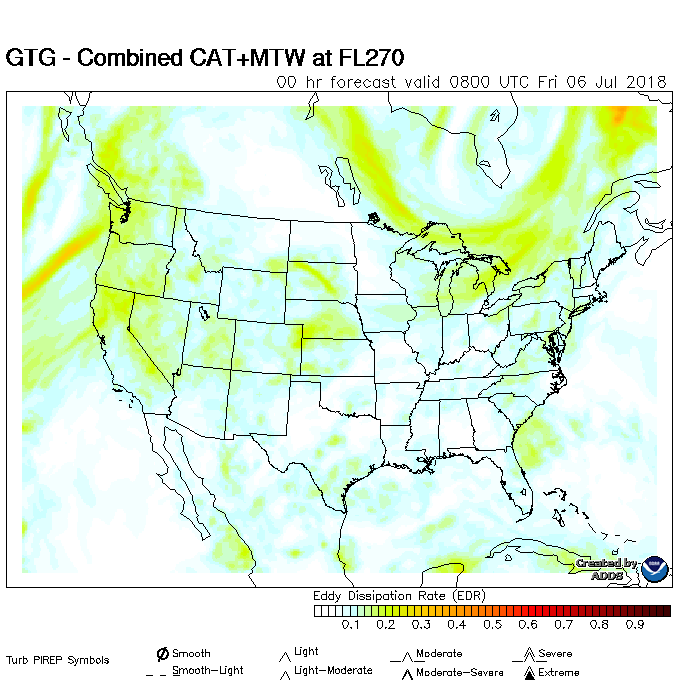 GTG - Combined CAT+MTW at FL270
00 hr forecast valid 0800 UTC Fri 06 Jul 2018
Created by
ADDS
Eddy Dissipation Rate (EDR)
0.1 0.2 0.3 0.4 0.5 0.6 0.7 0.8 0.9
Turb PIREP Symbols
Smooth Light Moderate Severe
Smooth-Light Light-Moderate Moderate-Severe Extreme